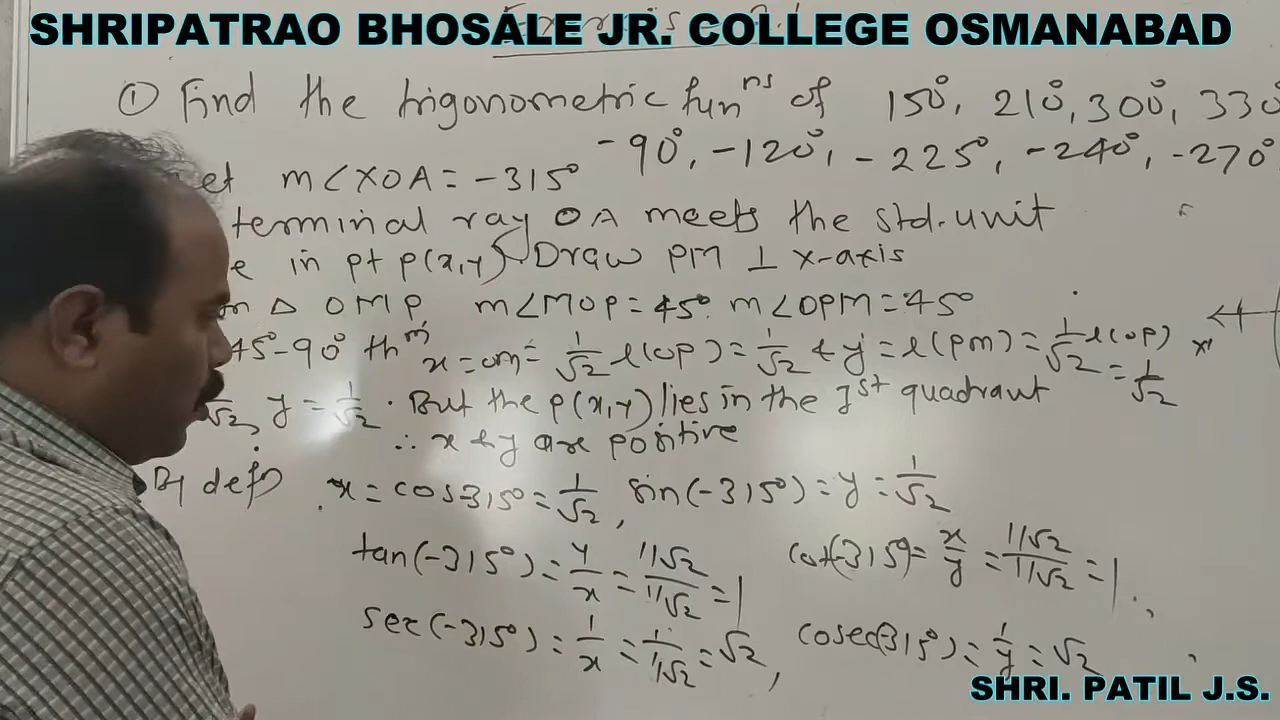 SHRIPATRAO BHOSALE JR. COLLEGE OSMANABAD
① Find the trigonometric funⁿˢ of 150°, 210°, 300°, 330°
-90°, -120°, -225°, -240°, -270°
et m∠XOA = -315°
terminal ray OA meets the std. unit
e in pt p(x,y). Draw PM ⊥ x-axis
△ OMP, m∠MOP = 45° m∠OPM = 45°
45°-90° thᵐ x = OM = 1/√2 l(OP) = 1/√2 & y = l(PM) = 1/√2 l(OP) = 1/√2
√2, y = 1/√2. But the p(x,y) lies in the Ist quadrant
∴ x & y are positive
By defⁿ x = cos-315° = 1/√2, sin(-315°) = y = 1/√2
tan(-315°) = y/x = 1/√2 / 1/√2 = 1 cot(-315°) = x/y = 1/√2 / 1/√2 = 1
sec(-315°) = 1/x = 1/1/√2 = √2, cosec(-315°) = 1/y = √2
x'
SHRI. PATIL J.S.